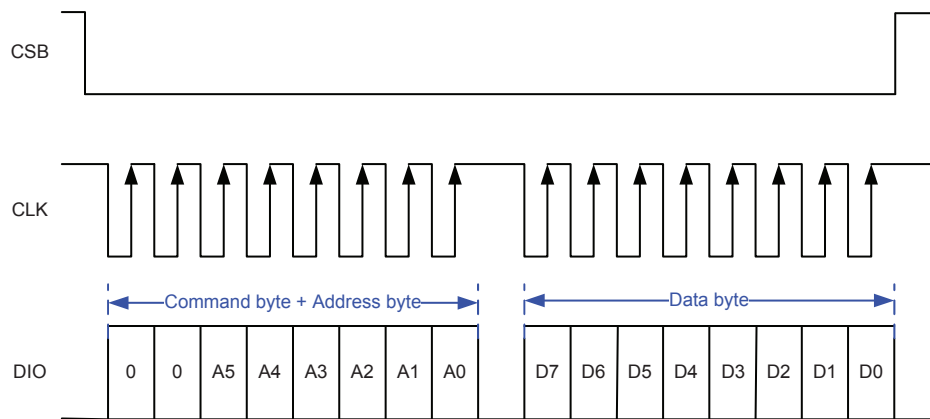 CSB
CLK
Command byte + Address byte
Data byte
DIO
0 0 A5 A4 A3 A2 A1 A0 D7 D6 D5 D4 D3 D2 D1 D0